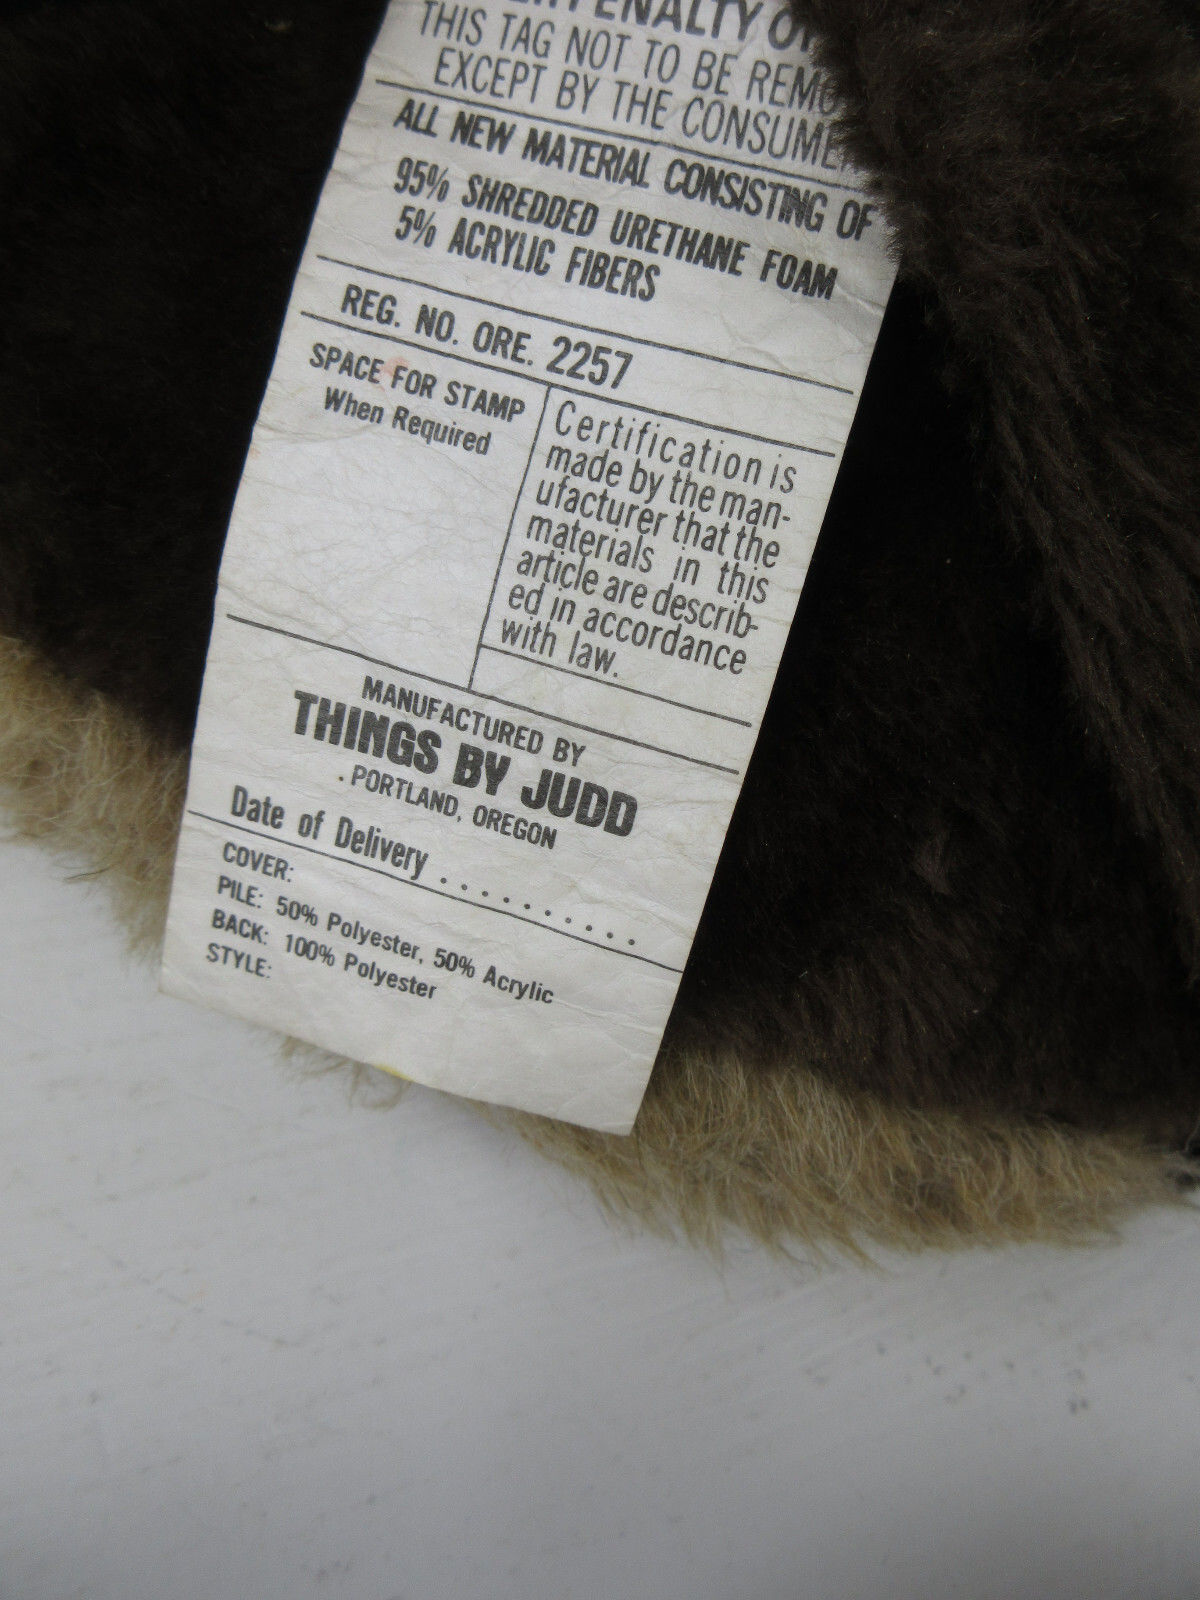 PENALTY OF
THIS TAG NOT TO BE REMO
EXCEPT BY THE CONSUMER
ALL NEW MATERIAL CONSISTING OF
95% SHREDDED URETHANE FOAM
5% ACRYLIC FIBERS
REG. NO. ORE. 2257
SPACE FOR STAMP
When Required
Certification is
made by the man-
ufacturer that the
materials in this
article are describ-
ed in accordance
with law.
MANUFACTURED BY
THINGS BY JUDD
PORTLAND, OREGON
Date of Delivery . . . . . . . . .
COVER:
PILE: 50% Polyester, 50% Acrylic
BACK: 100% Polyester
STYLE: